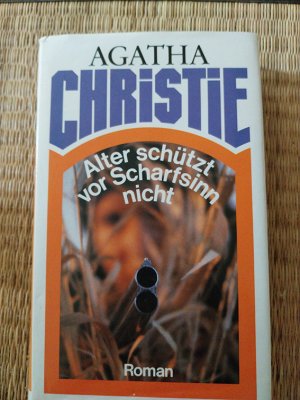 AGATHA
CHRiSTiE
Alter schützt
vor Scharfsinn
nicht
Roman